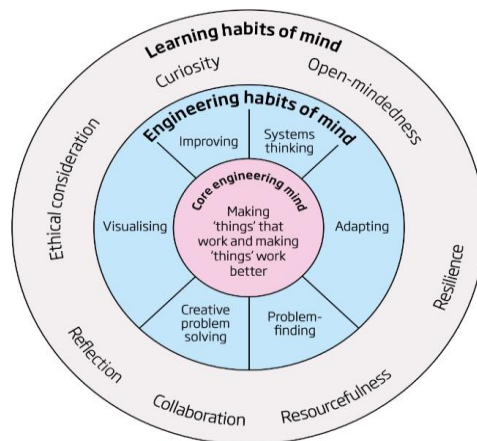 Learning habits of mind
Curiosity
Open-mindedness
Resilience
Resourcefulness
Collaboration
Reflection
Ethical consideration
Engineering habits of mind
Improving
Systems
thinking
Adapting
Problem-
finding
Creative
problem
solving
Visualising
Core engineering mind
Making
'things' that
work and making
'things' work
better